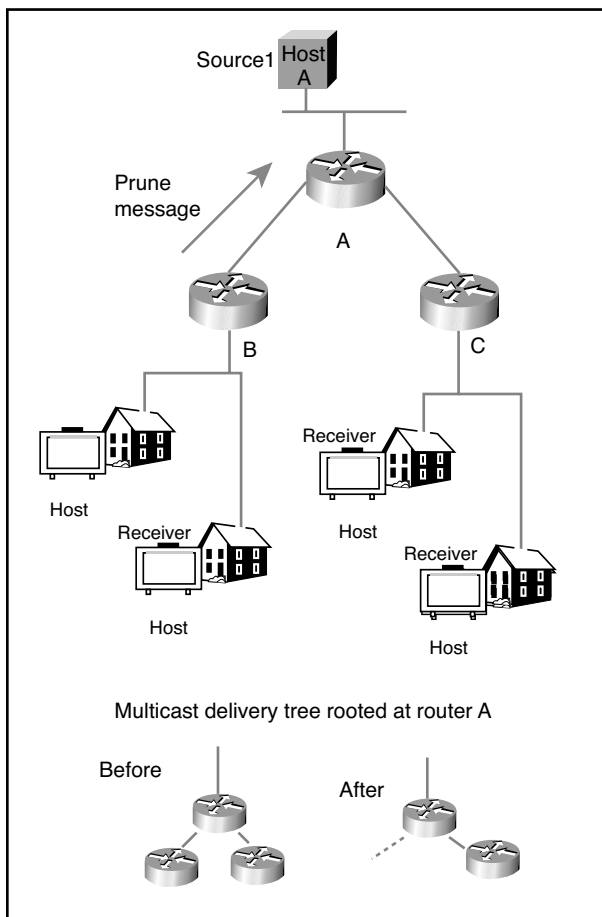 Source1
Host
A
Prune
message
A
B
C
Host
Receiver
Host
Receiver
Host
Receiver
Host
Multicast delivery tree rooted at router A
Before
After